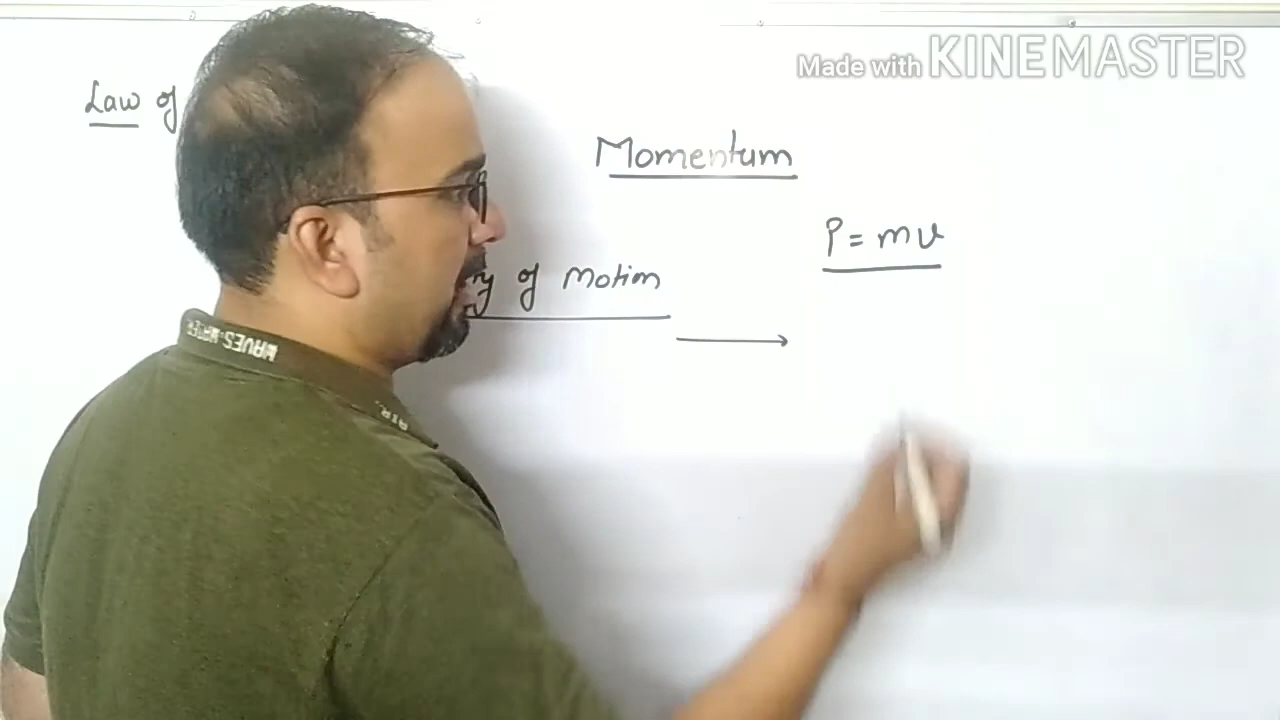 Made with KINEMASTER
Law of
Momentum
P = mv
of Motion